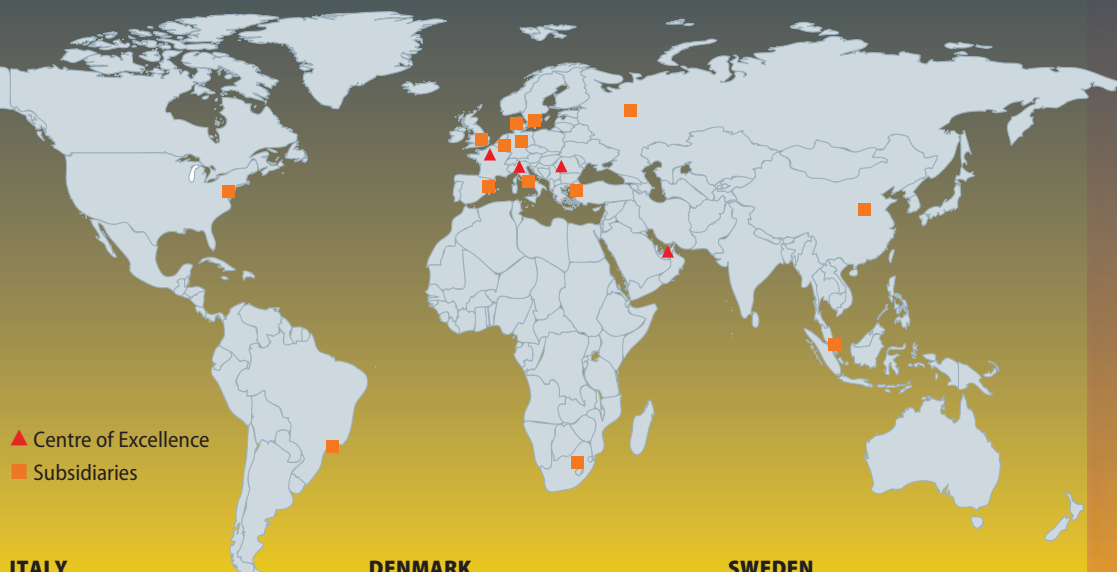 Centre of Excellence
Subsidiaries
ITALY
DENMARK
SWEDEN